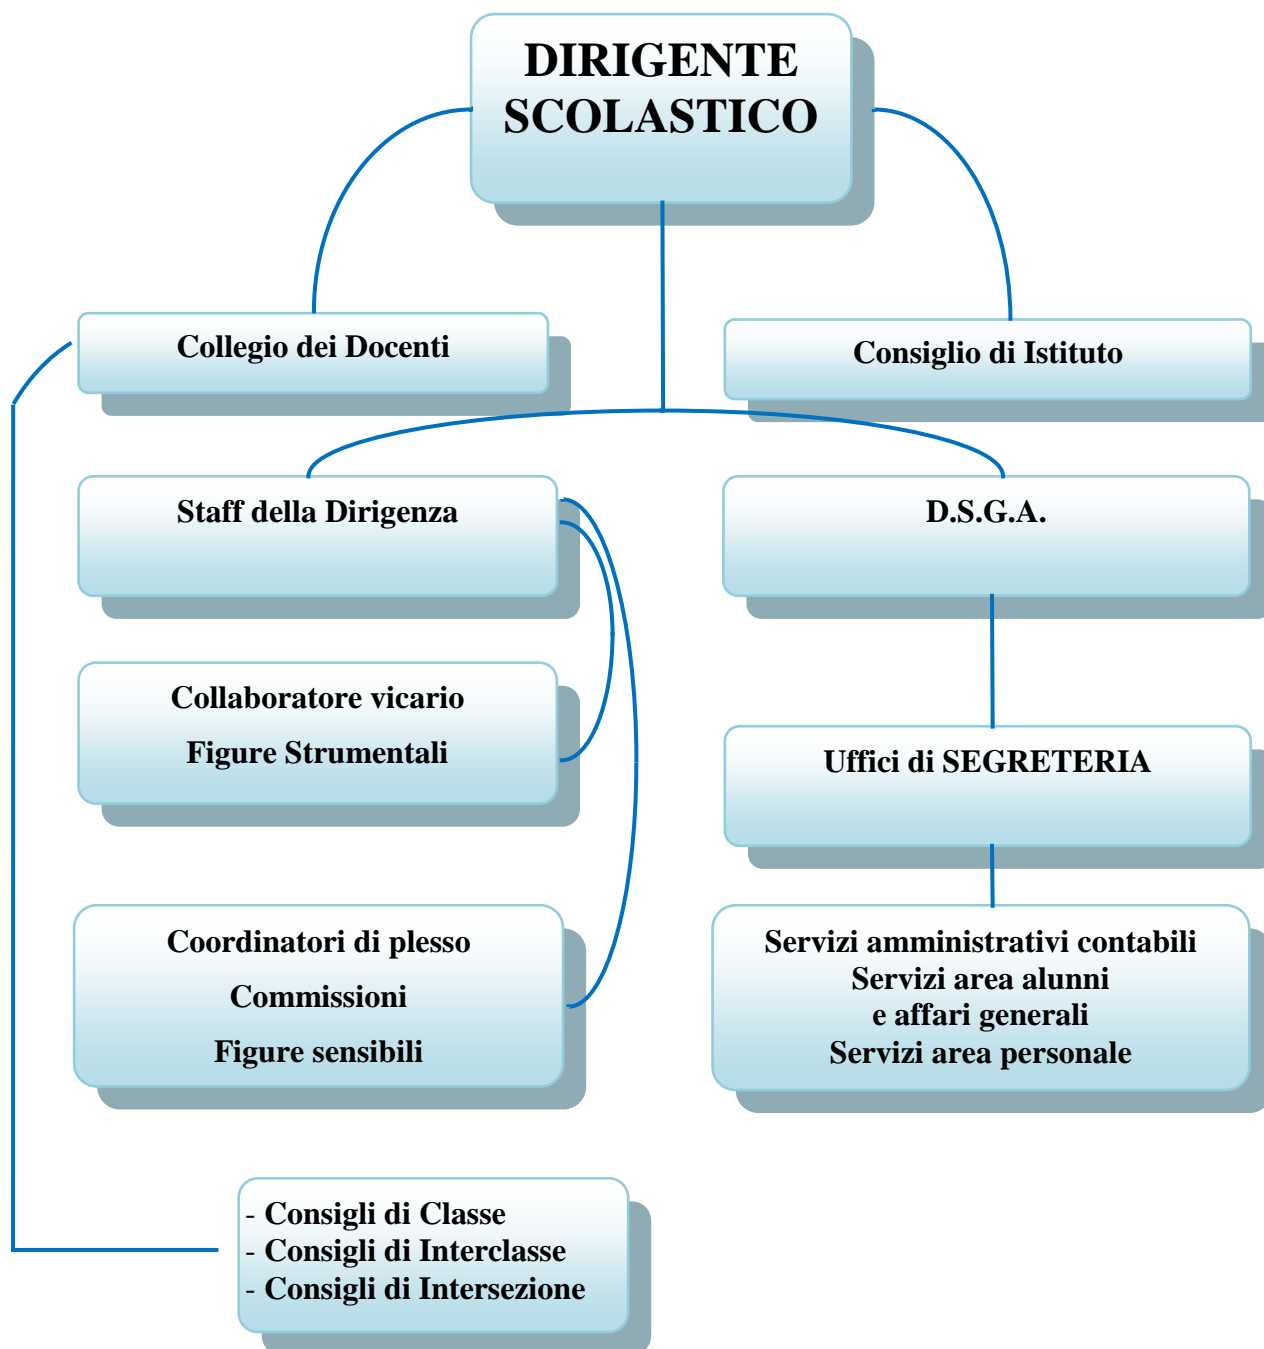 DIRIGENTE
SCOLASTICO
Collegio dei Docenti
Consiglio di Istituto
Staff della Dirigenza
D.S.G.A.
Collaboratore vicario
Figure Strumentali
Uffici di SEGRETERIA
Coordinatori di plesso
Commissioni
Figure sensibili
Servizi amministrativi contabili
Servizi area alunni
e affari generali
Servizi area personale
- Consigli di Classe
- Consigli di Interclasse
- Consigli di Intersezione